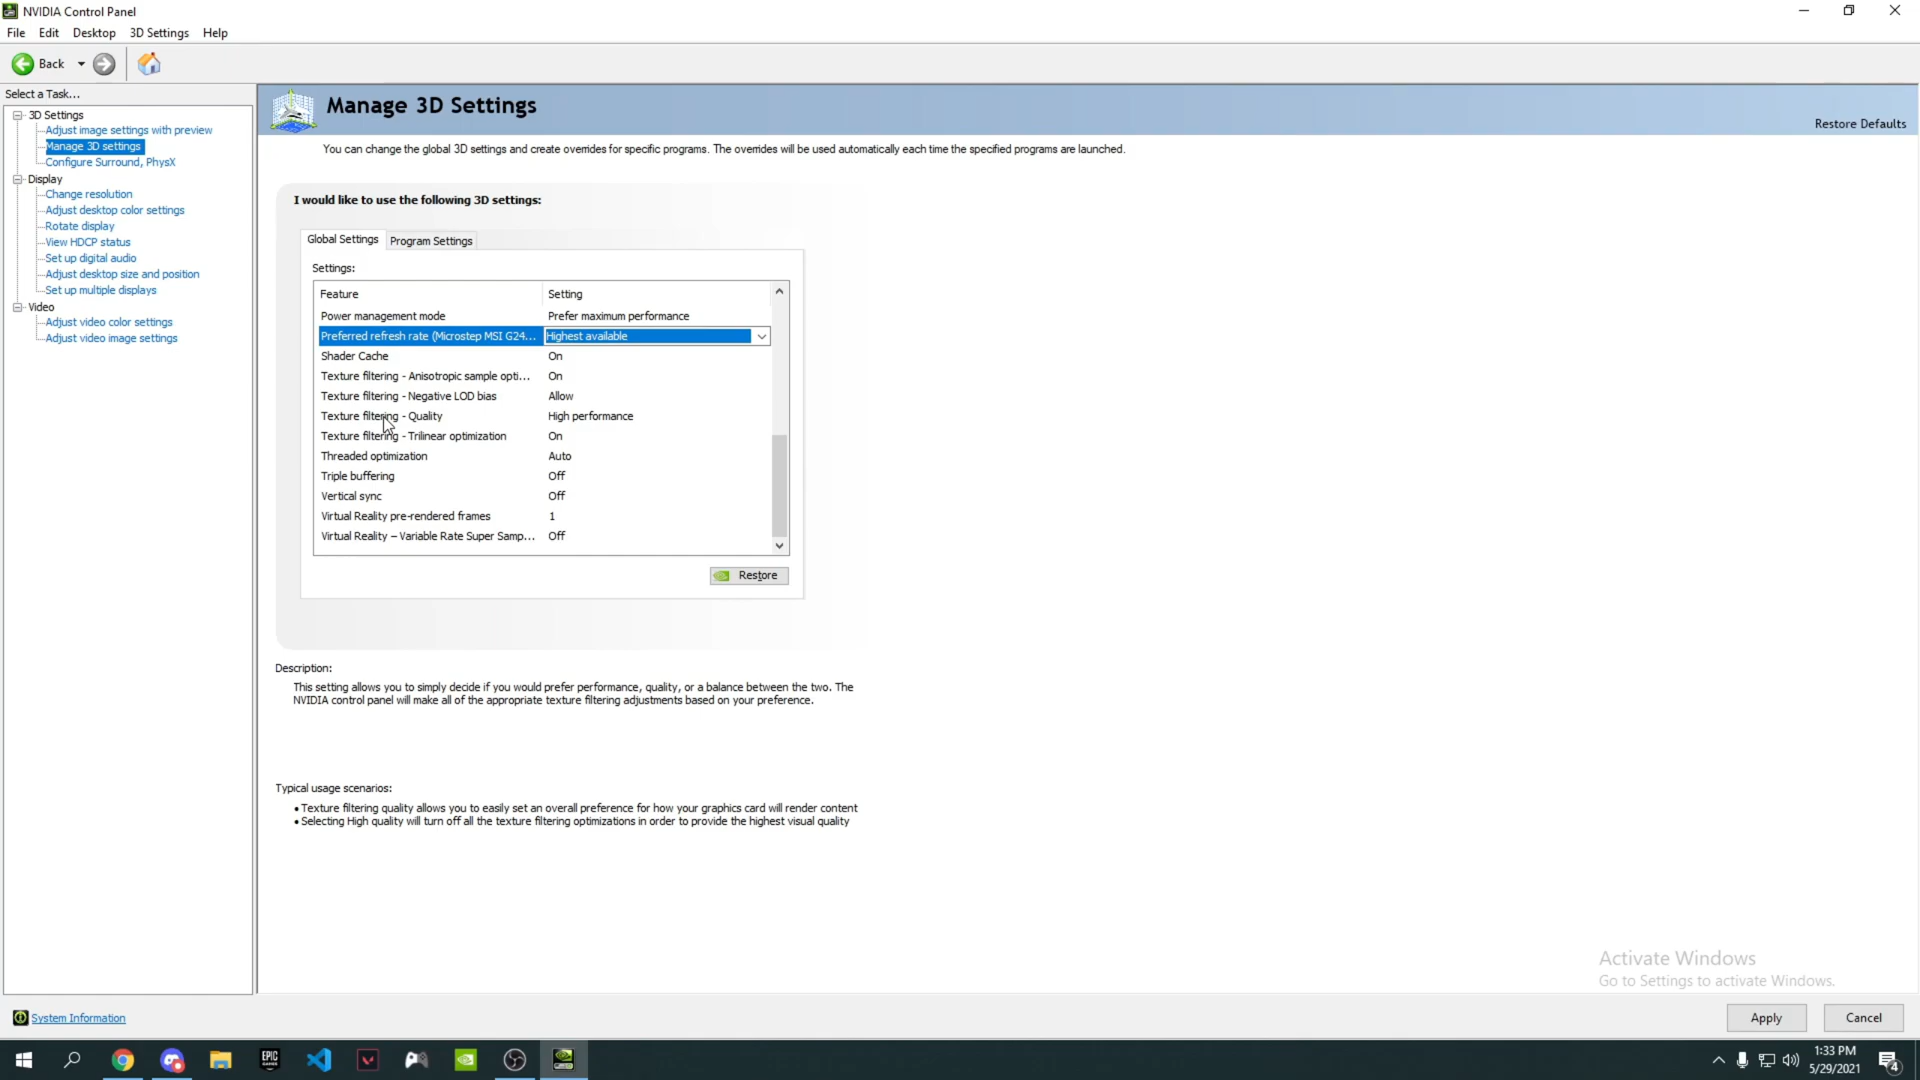 NVIDIA Control Panel
File Edit Desktop 3D Settings Help
Back
Select a Task...
3D Settings
Adjust image settings with preview
Manage 3D settings
Configure Surround, PhysX
Display
Change resolution
Adjust desktop color settings
Rotate display
View HDCP status
Set up digital audio
Adjust desktop size and position
Set up multiple displays
Video
Adjust video color settings
Adjust video image settings
Manage 3D Settings
Restore Defaults
You can change the global 3D settings and create overrides for specific programs. The overrides will be used automatically each time the specified programs are launched.
I would like to use the following 3D settings:
Global Settings Program Settings
Settings:
Feature Setting
Power management mode Prefer maximum performance
Preferred refresh rate (Microstep MSI G24... Highest available
Shader Cache On
Texture filtering - Anisotropic sample opti... On
Texture filtering - Negative LOD bias Allow
Texture filtering - Quality High performance
Texture filtering - Trilinear optimization On
Threaded optimization Auto
Triple buffering Off
Vertical sync Off
Virtual Reality pre-rendered frames 1
Virtual Reality – Variable Rate Super Samp... Off
Restore
Description:
This setting allows you to simply decide if you would prefer performance, quality, or a balance between the two. The
NVIDIA control panel will make all of the appropriate texture filtering adjustments based on your preference.
Typical usage scenarios:
• Texture filtering quality allows you to easily set an overall preference for how your graphics card will render content
• Selecting High quality will turn off all the texture filtering optimizations in order to provide the highest visual quality
Activate Windows
Go to Settings to activate Windows.
System Information
Apply Cancel
EPIC
GAMES
1:33 PM
5/29/2021
4